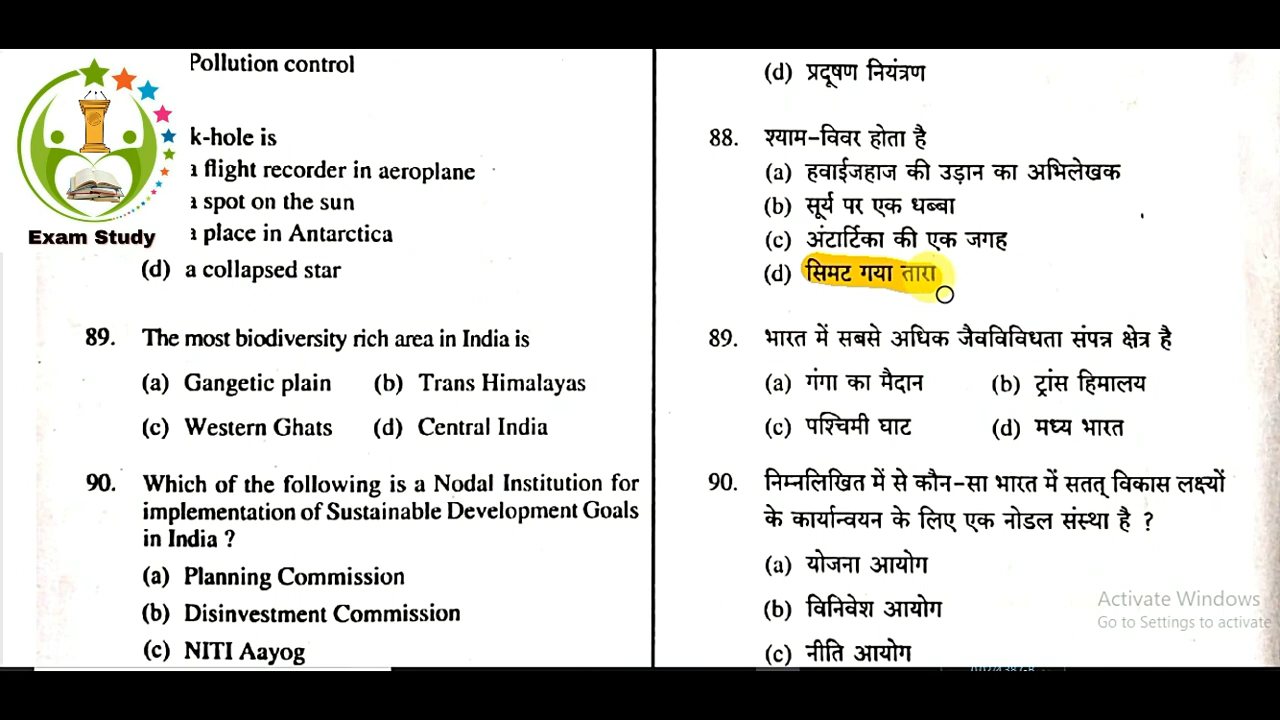 Exam Study
Pollution control
k-hole is
a flight recorder in aeroplane
a spot on the sun
a place in Antarctica
(d) a collapsed star
89. The most biodiversity rich area in India is
(a) Gangetic plain (b) Trans Himalayas
(c) Western Ghats (d) Central India
90. Which of the following is a Nodal Institution for
implementation of Sustainable Development Goals
in India ?
(a) Planning Commission
(b) Disinvestment Commission
(c) NITI Aayog
(d) प्रदूषण नियंत्रण
88. श्याम-विवर होता है
(a) हवाईजहाज की उड़ान का अभिलेखक
(b) सूर्य पर एक धब्बा
(c) अंटार्टिका की एक जगह
(d) सिमट गया तारा
89. भारत में सबसे अधिक जैवविविधता संपन्न क्षेत्र है
(a) गंगा का मैदान (b) ट्रांस हिमालय
(c) पश्चिमी घाट (d) मध्य भारत
90. निम्नलिखित में से कौन-सा भारत में सतत् विकास लक्ष्यों
के कार्यान्वयन के लिए एक नोडल संस्था है ?
(a) योजना आयोग
(b) विनिवेश आयोग
(c) नीति आयोग
Activate Windows
Go to Settings to activate